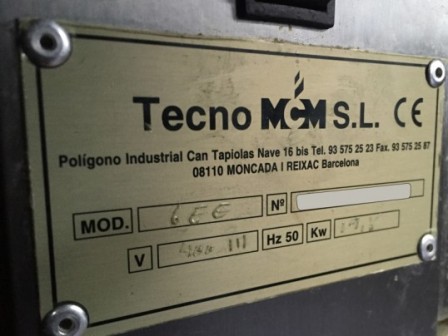 Tecno MCM S.L. CE
Polígono Industrial Can Tapiolas Nave 16 bis Tel. 93 575 25 23 Fax. 93 575 25 87
08110 MONCADA I REIXAC Barcelona
MOD. Nº
V Hz 50 Kw